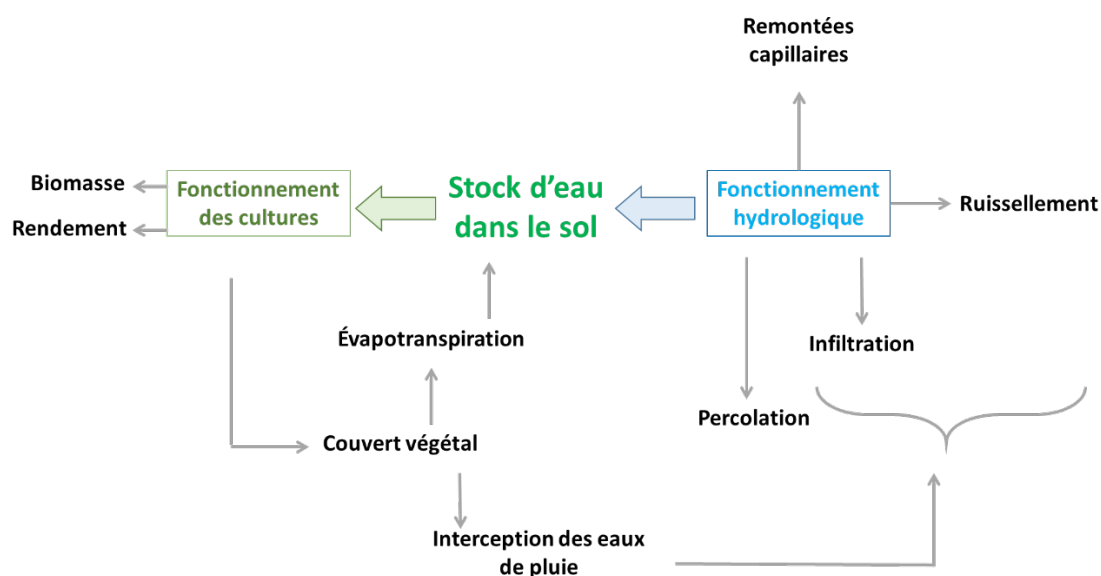 Remontées
capillaires
Biomasse
Rendement
Fonctionnement
des cultures
Stock d'eau
dans le sol
Fonctionnement
hydrologique
Ruissellement
Évapotranspiration
Infiltration
Percolation
Couvert végétal
Interception des eaux
de pluie